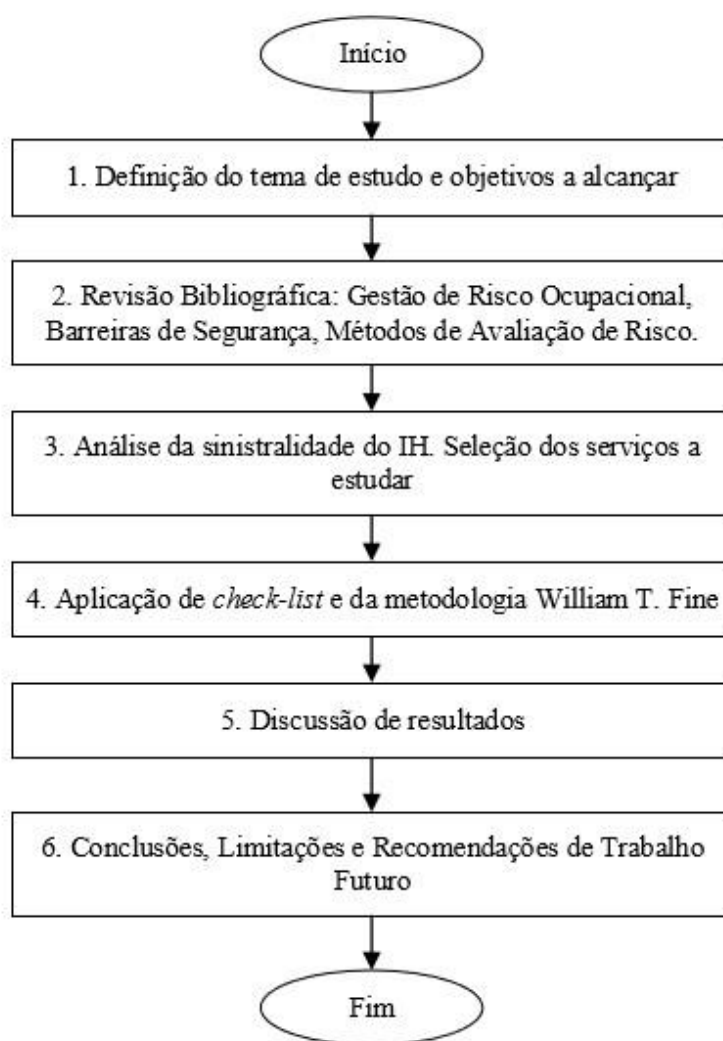 Início
1. Definição do tema de estudo e objetivos a alcançar
2. Revisão Bibliográfica: Gestão de Risco Ocupacional,
Barreiras de Segurança, Métodos de Avaliação de Risco.
3. Análise da sinistralidade do IH. Seleção dos serviços a
estudar
4. Aplicação de check-list e da metodologia William T. Fine
5. Discussão de resultados
6. Conclusões, Limitações e Recomendações de Trabalho
Futuro
Fim